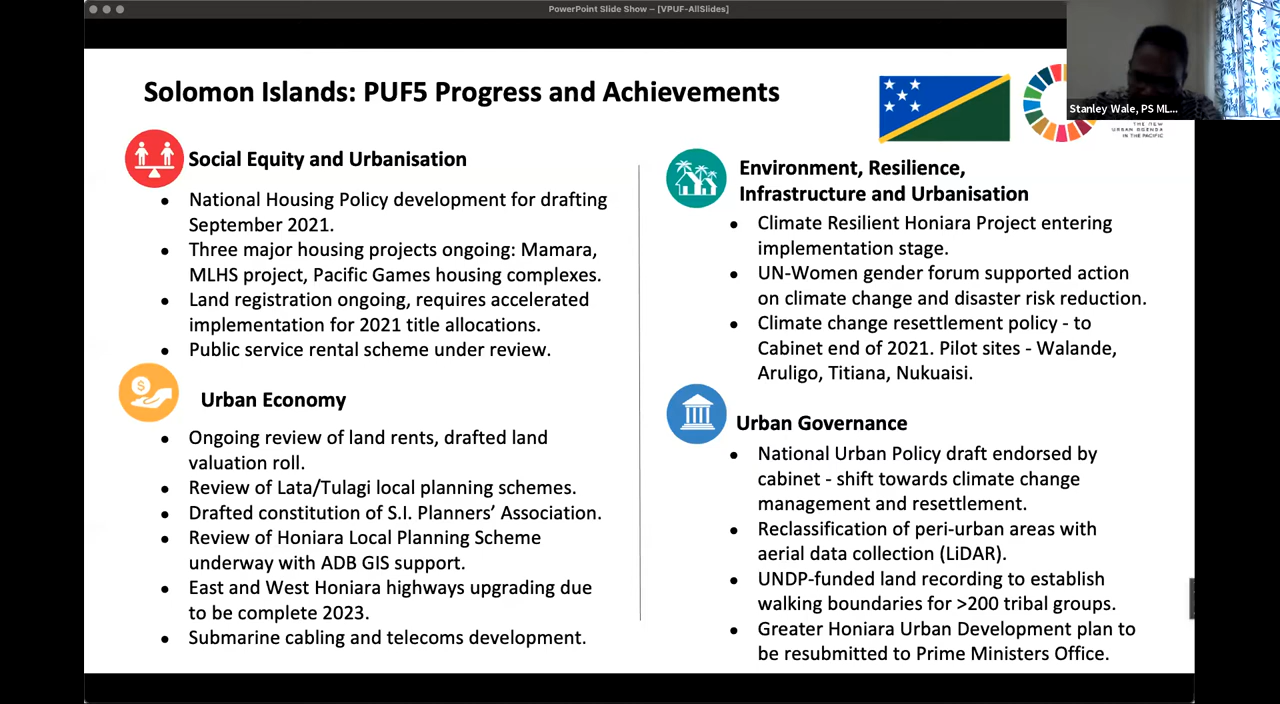 PowerPoint Slide Show – [VPUF-AllSlides]
Solomon Islands: PUF5 Progress and Achievements
Stanley Wale, PS ML...
THE NEW
URBAN AGENDA
IN THE PACIFIC
Social Equity and Urbanisation
• National Housing Policy development for drafting
September 2021.
• Three major housing projects ongoing: Mamara,
MLHS project, Pacific Games housing complexes.
• Land registration ongoing, requires accelerated
implementation for 2021 title allocations.
• Public service rental scheme under review.
Urban Economy
• Ongoing review of land rents, drafted land
valuation roll.
• Review of Lata/Tulagi local planning schemes.
• Drafted constitution of S.I. Planners’ Association.
• Review of Honiara Local Planning Scheme
underway with ADB GIS support.
• East and West Honiara highways upgrading due
to be complete 2023.
• Submarine cabling and telecoms development.
Environment, Resilience,
Infrastructure and Urbanisation
• Climate Resilient Honiara Project entering
implementation stage.
• UN-Women gender forum supported action
on climate change and disaster risk reduction.
• Climate change resettlement policy - to
Cabinet end of 2021. Pilot sites - Walande,
Aruligo, Titiana, Nukuaisi.
Urban Governance
• National Urban Policy draft endorsed by
cabinet - shift towards climate change
management and resettlement.
• Reclassification of peri-urban areas with
aerial data collection (LiDAR).
• UNDP-funded land recording to establish
walking boundaries for >200 tribal groups.
• Greater Honiara Urban Development plan to
be resubmitted to Prime Ministers Office.